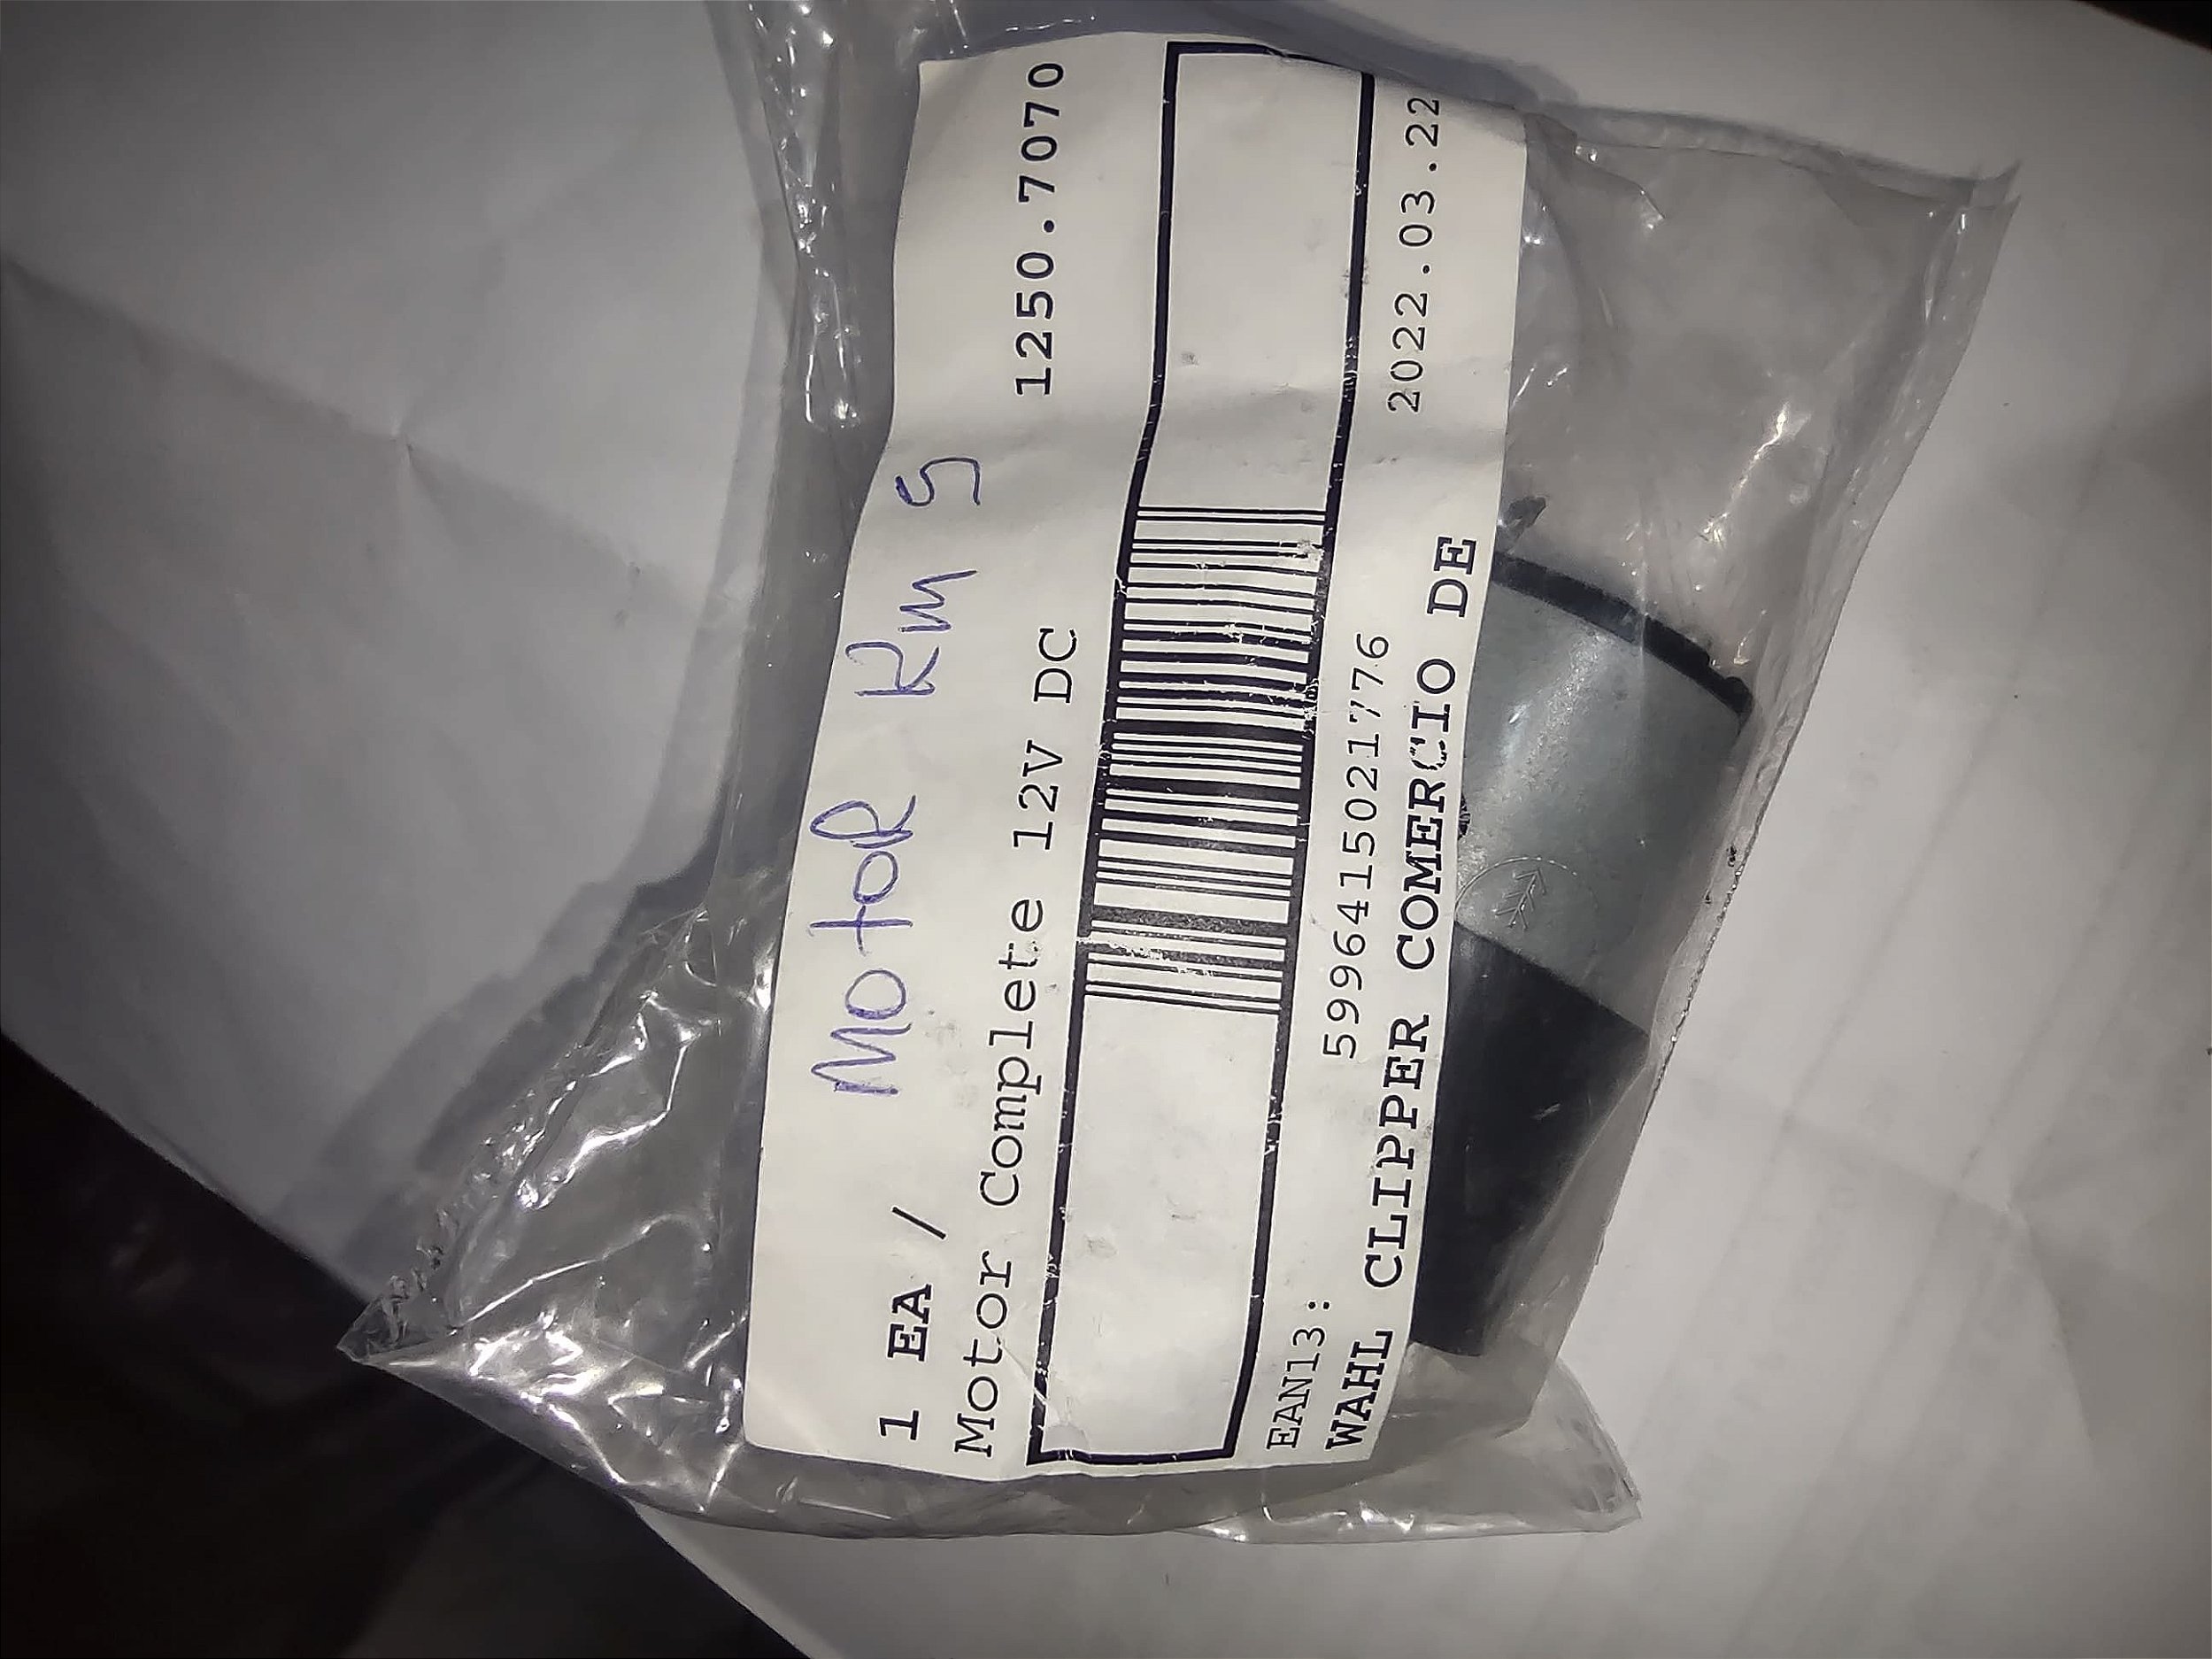 Motor Km 5
1 EA /
Motor Complete 12V DC 1250.7070
EAN13: 5996415021776 2022.03.22
WAHL CLIPPER COMERCIO DE